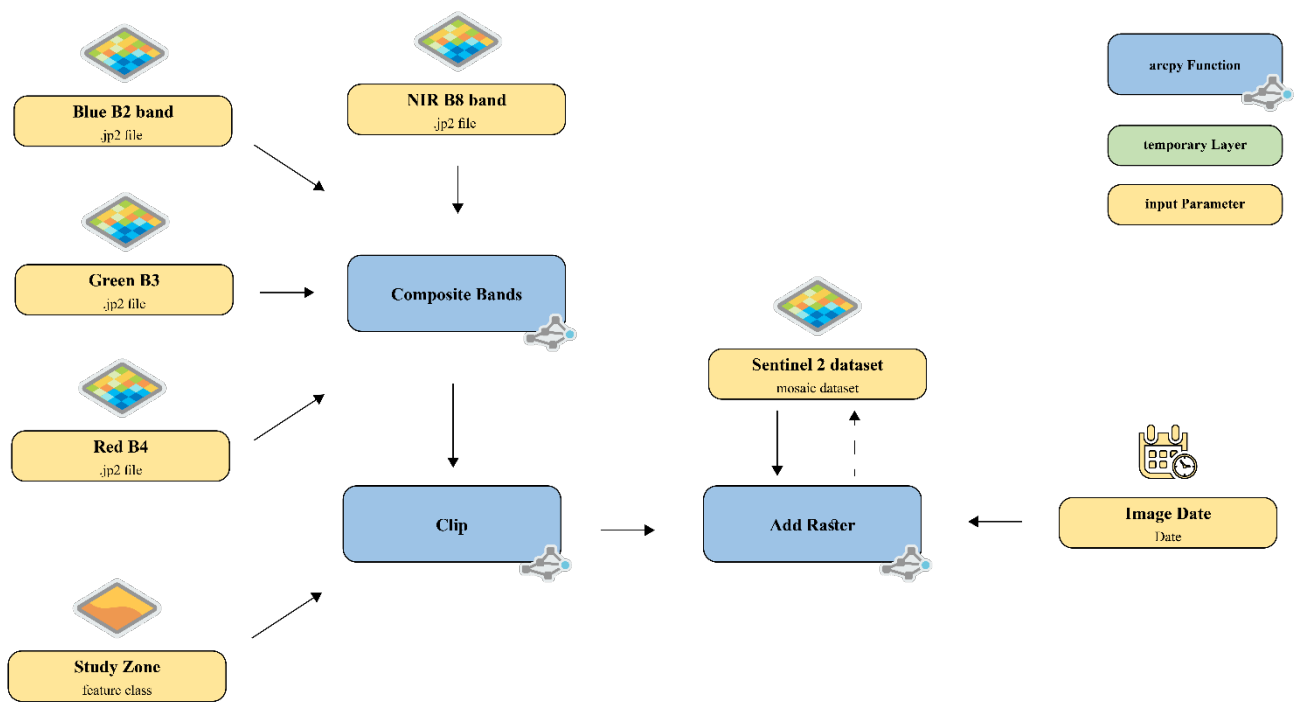 Blue B2 band
.jp2 file
NIR B8 band
.jp2 file
arcpy Function
temporary Layer
input Parameter
Green B3
.jp2 file
Composite Bands
Sentinel 2 dataset
mosaic dataset
Red B4
.jp2 file
Clip
Add Raster
Image Date
Date
Study Zone
feature class